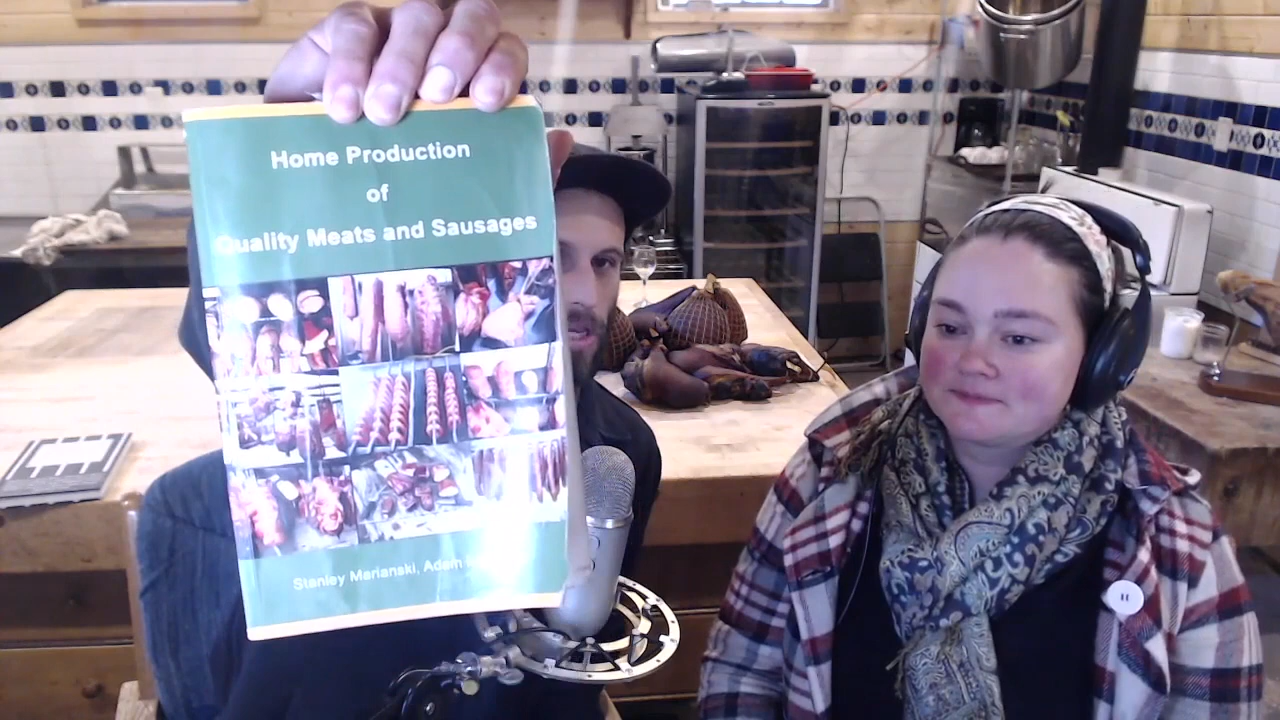 Home Production
of
Quality Meats and Sausages
Stanley Marianski, Adam